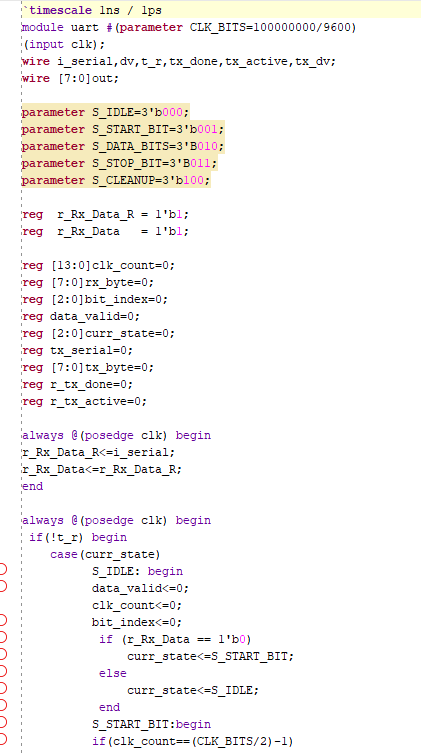 `timescale 1ns / 1ps
module uart #(parameter CLK_BITS=100000000/9600)
(input clk);
wire i_serial,dv,t_r,tx_done,tx_active,tx_dv;
wire [7:0]out;
parameter S_IDLE=3'b000;
parameter S_START_BIT=3'b001;
parameter S_DATA_BITS=3'B010;
parameter S_STOP_BIT=3'B011;
parameter S_CLEANUP=3'b100;
reg  r_Rx_Data_R = 1'b1;
reg  r_Rx_Data   = 1'b1;
reg [13:0]clk_count=0;
reg [7:0]rx_byte=0;
reg [2:0]bit_index=0;
reg data_valid=0;
reg [2:0]curr_state=0;
reg tx_serial=0;
reg [7:0]tx_byte=0;
reg r_tx_done=0;
reg r_tx_active=0;
always @(posedge clk) begin
r_Rx_Data_R<=i_serial;
r_Rx_Data<=r_Rx_Data_R;
end
always @(posedge clk) begin
if(!t_r) begin
case(curr_state)
S_IDLE: begin
data_valid<=0;
clk_count<=0;
bit_index<=0;
if (r_Rx_Data == 1'b0)
curr_state<=S_START_BIT;
else
curr_state<=S_IDLE;
end
S_START_BIT:begin
if(clk_count==(CLK_BITS/2)-1)